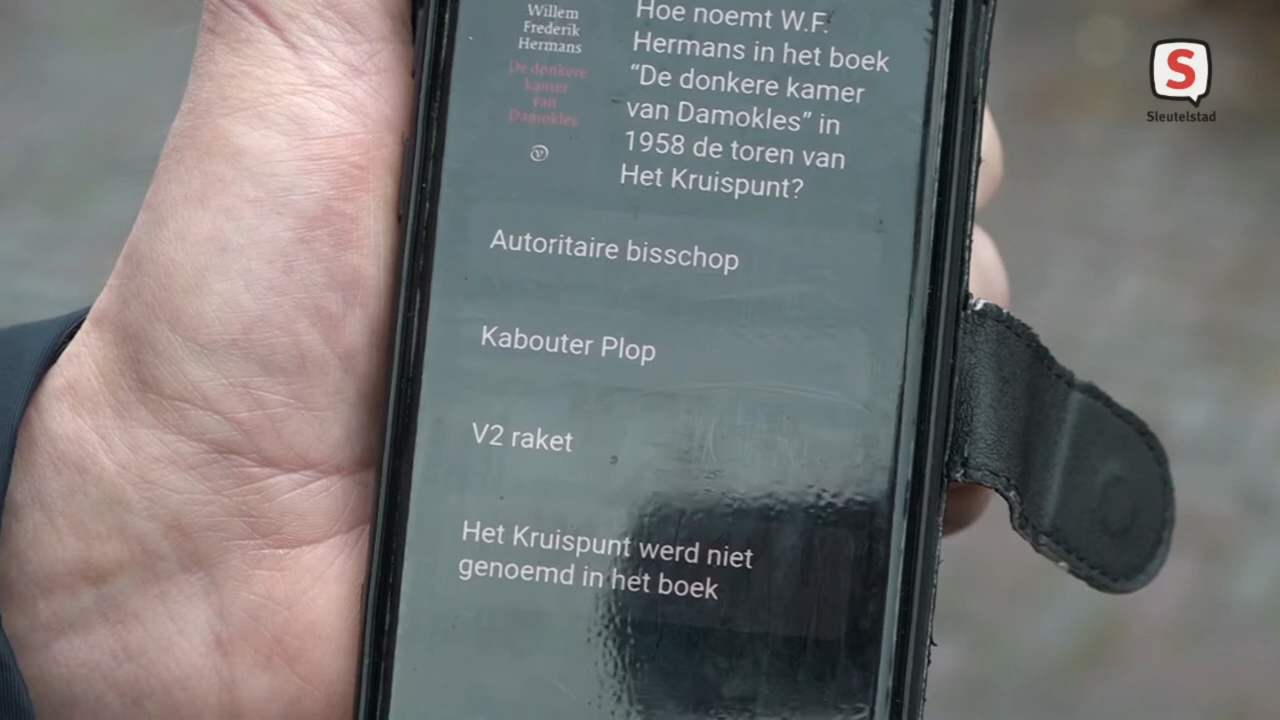 Willem
Frederik
Hermans
De donkere
kamer
van
Damokles
Hoe noemt W.F.
Hermans in het boek
“De donkere kamer
van Damokles” in
1958 de toren van
Het Kruispunt?
Autoritaire bisschop
Kabouter Plop
V2 raket
Het Kruispunt werd niet
genoemd in het boek
S
Sleutelstad